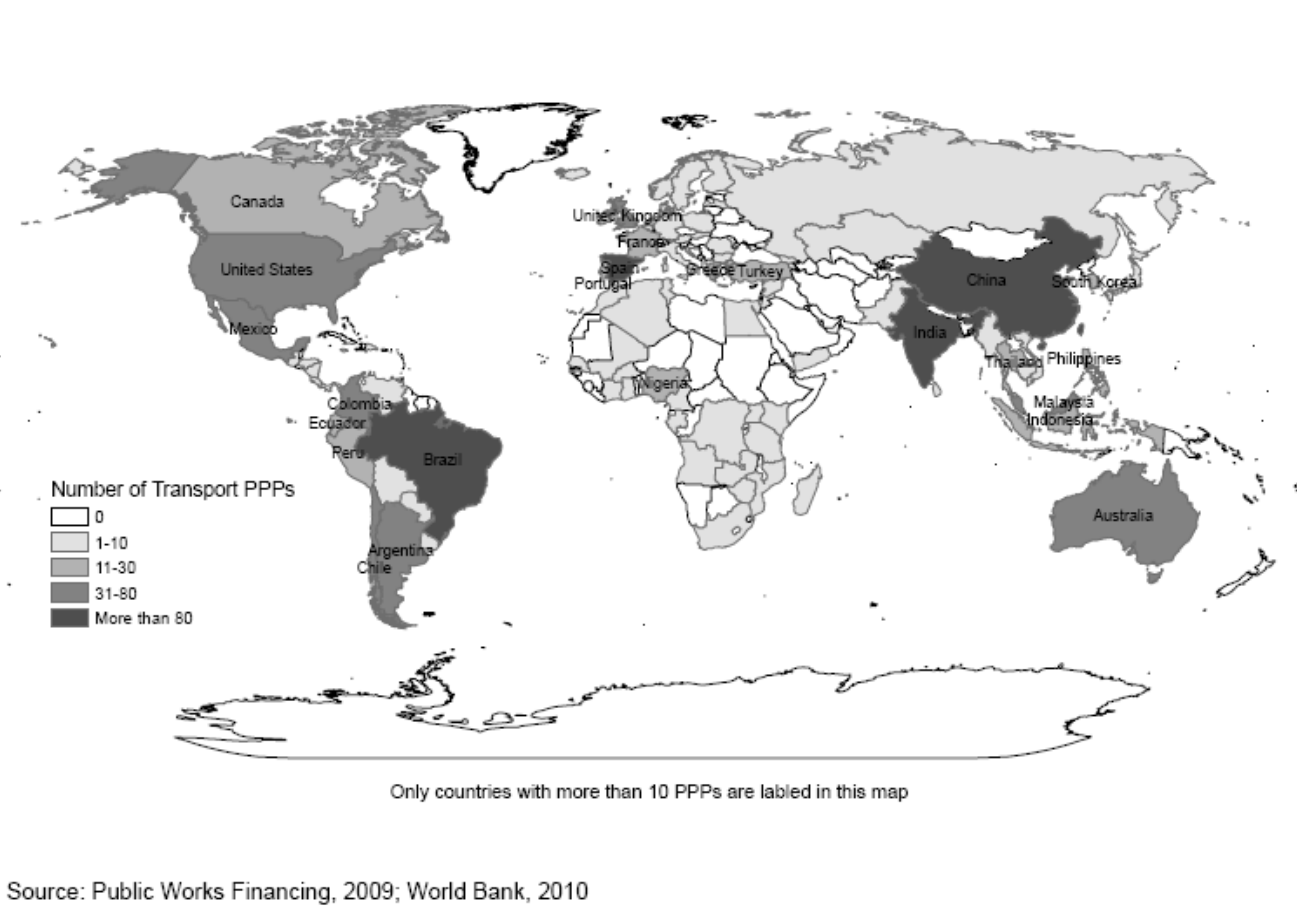 Canada
United Kingdom
France
United States
Spain
Greece
Turkey
China
South Korea
Portugal
Mexico
India
Thailand
Philippines
Nigeria
Colombia
Malaysia
Ecuador
Indonesia
Peru
Brazil
Number of Transport PPPs
0
Australia
1-10
Argentina
11-30
Chile
31-80
More than 80
Only countries with more than 10 PPPs are labled in this map
Source: Public Works Financing, 2009; World Bank, 2010